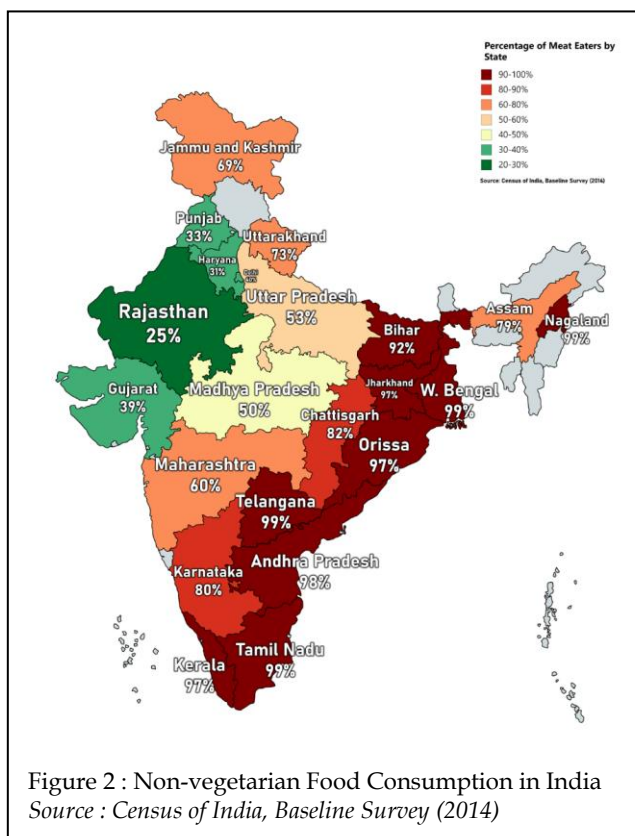 Percentage of Meat Eaters by
State
90-100%
80-90%
60-80%
50-60%
40-50%
30-40%
20-30%
Source: Census of India, Baseline Survey (2014)
Jammu and Kashmir
69%
Punjab
33%
Uttarakhand
73%
Haryana
31%
Delhi
Rajasthan
25%
Uttar Pradesh
53%
Bihar
92%
Assam
79%
Nagaland
99%
Gujarat
39%
Madhya Pradesh
50%
Jharkhand
97%
W. Bengal
99%
Chattisgarh
82%
Orissa
97%
Maharashtra
60%
Telangana
99%
Andhra Pradesh
98%
Karnataka
80%
Tamil Nadu
99%
Kerala
97%
Figure 2 : Non-vegetarian Food Consumption in India
Source : Census of India, Baseline Survey (2014)